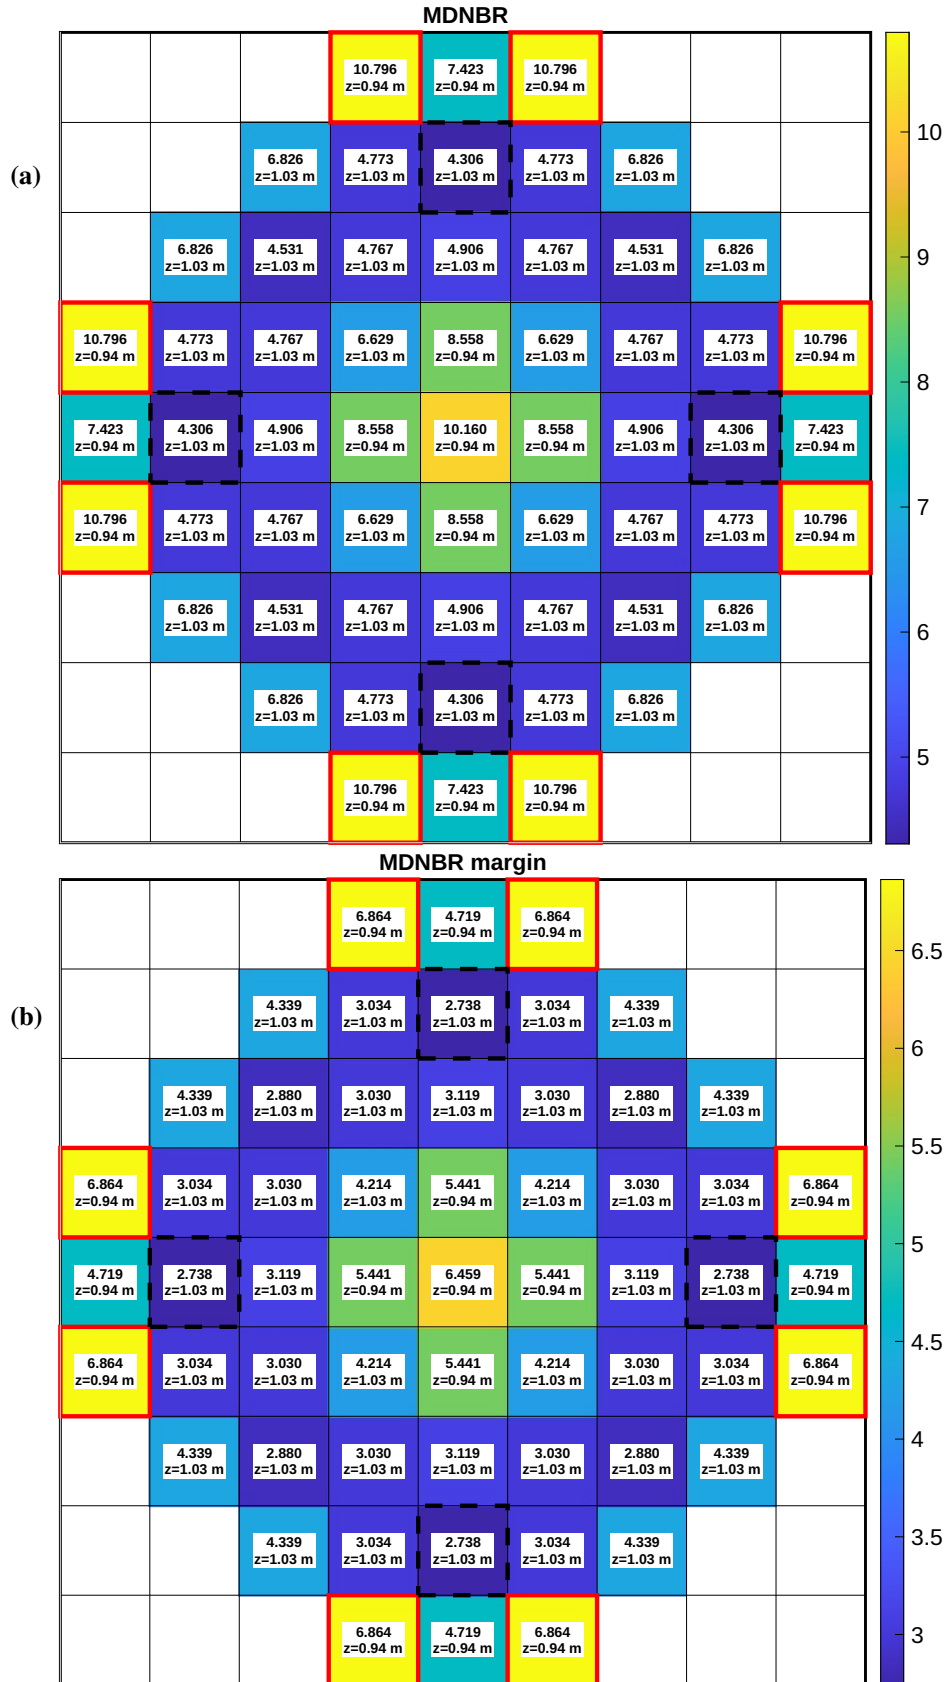 MDNBR
10.796 7.423 10.796
z=0.94 m z=0.94 m z=0.94 m
10
(a)
6.826 4.773 4.306 4.773 6.826
z=1.03 m z=1.03 m z=1.03 m z=1.03 m z=1.03 m
6.826 4.531 4.767 4.906 4.767 4.531 6.826
z=1.03 m z=1.03 m z=1.03 m z=1.03 m z=1.03 m z=1.03 m z=1.03 m
9
10.796 4.773 4.767 6.629 8.558 6.629 4.767 4.773 10.796
z=0.94 m z=1.03 m z=1.03 m z=1.03 m z=0.94 m z=1.03 m z=1.03 m z=1.03 m z=0.94 m
8
7.423 4.306 4.906 8.558 10.160 8.558 4.906 4.306 7.423
z=0.94 m z=1.03 m z=1.03 m z=0.94 m z=0.94 m z=0.94 m z=1.03 m z=1.03 m z=0.94 m
7
10.796 4.773 4.767 6.629 8.558 6.629 4.767 4.773 10.796
z=0.94 m z=1.03 m z=1.03 m z=1.03 m z=0.94 m z=1.03 m z=1.03 m z=1.03 m z=0.94 m
6.826 4.531 4.767 4.906 4.767 4.531 6.826
z=1.03 m z=1.03 m z=1.03 m z=1.03 m z=1.03 m z=1.03 m z=1.03 m
6
6.826 4.773 4.306 4.773 6.826
z=1.03 m z=1.03 m z=1.03 m z=1.03 m z=1.03 m
5
10.796 7.423 10.796
z=0.94 m z=0.94 m z=0.94 m
MDNBR margin
6.864 4.719 6.864
z=0.94 m z=0.94 m z=0.94 m
6.5
(b)
4.339 3.034 2.738 3.034 4.339
z=1.03 m z=1.03 m z=1.03 m z=1.03 m z=1.03 m
6
4.339 2.880 3.030 3.119 3.030 2.880 4.339
z=1.03 m z=1.03 m z=1.03 m z=1.03 m z=1.03 m z=1.03 m z=1.03 m
5.5
6.864 3.034 3.030 4.214 5.441 4.214 3.030 3.034 6.864
z=0.94 m z=1.03 m z=1.03 m z=1.03 m z=0.94 m z=1.03 m z=1.03 m z=1.03 m z=0.94 m
5
4.719 2.738 3.119 5.441 6.459 5.441 3.119 2.738 4.719
z=0.94 m z=1.03 m z=1.03 m z=0.94 m z=0.94 m z=0.94 m z=1.03 m z=1.03 m z=0.94 m
4.5
6.864 3.034 3.030 4.214 5.441 4.214 3.030 3.034 6.864
z=0.94 m z=1.03 m z=1.03 m z=1.03 m z=0.94 m z=1.03 m z=1.03 m z=1.03 m z=0.94 m
4
4.339 2.880 3.030 3.119 3.030 2.880 4.339
z=1.03 m z=1.03 m z=1.03 m z=1.03 m z=1.03 m z=1.03 m z=1.03 m
3.5
4.339 3.034 2.738 3.034 4.339
z=1.03 m z=1.03 m z=1.03 m z=1.03 m z=1.03 m
3
6.864 4.719 6.864
z=0.94 m z=0.94 m z=0.94 m